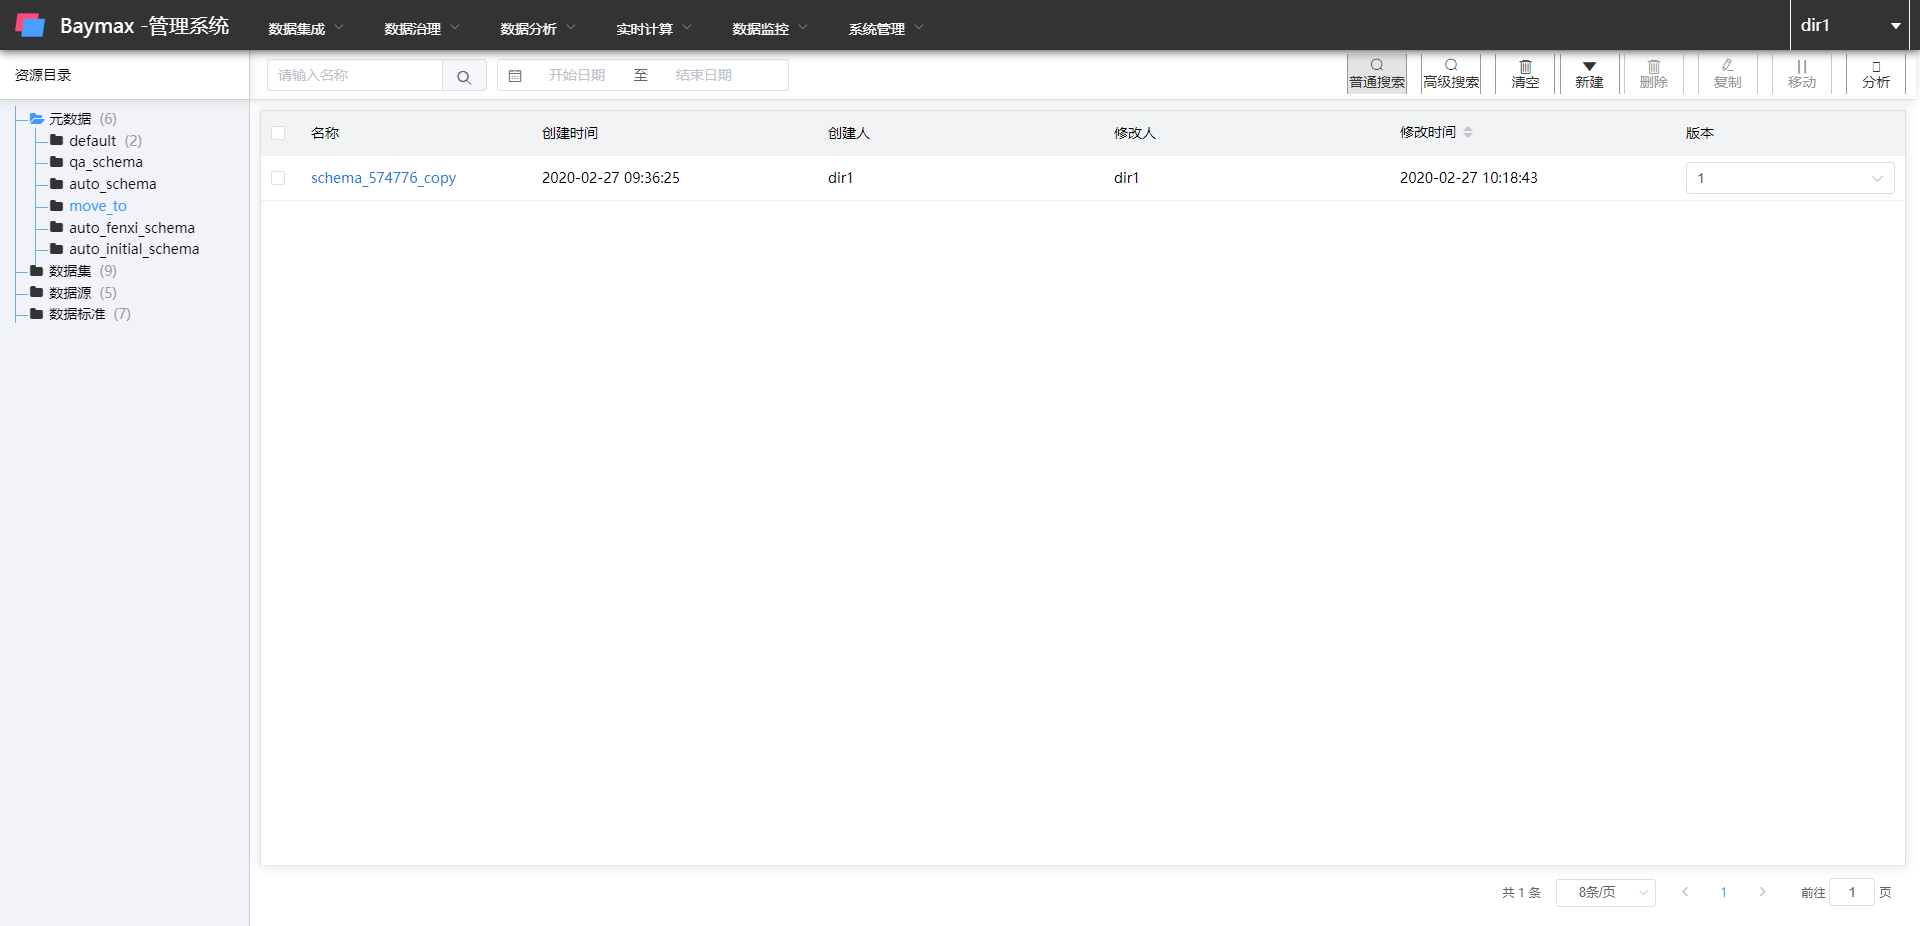 Baymax -管理系统 数据集成 数据治理 数据分析 实时计算 数据监控 系统管理 dir1
资源目录
元数据 (6)
default (2)
qa_schema
auto_schema
move_to
auto_fenxi_schema
auto_initial_schema
数据集 (9)
数据源 (5)
数据标准 (7)
请输入名称 开始日期 至 结束日期 普通搜索 高级搜索 清空 新建 删除 复制 移动 分析
名称 创建时间 创建人 修改人 修改时间 版本
schema_574776_copy 2020-02-27 09:36:25 dir1 dir1 2020-02-27 10:18:43 1
共 1 条 8条/页 1 前往 1 页